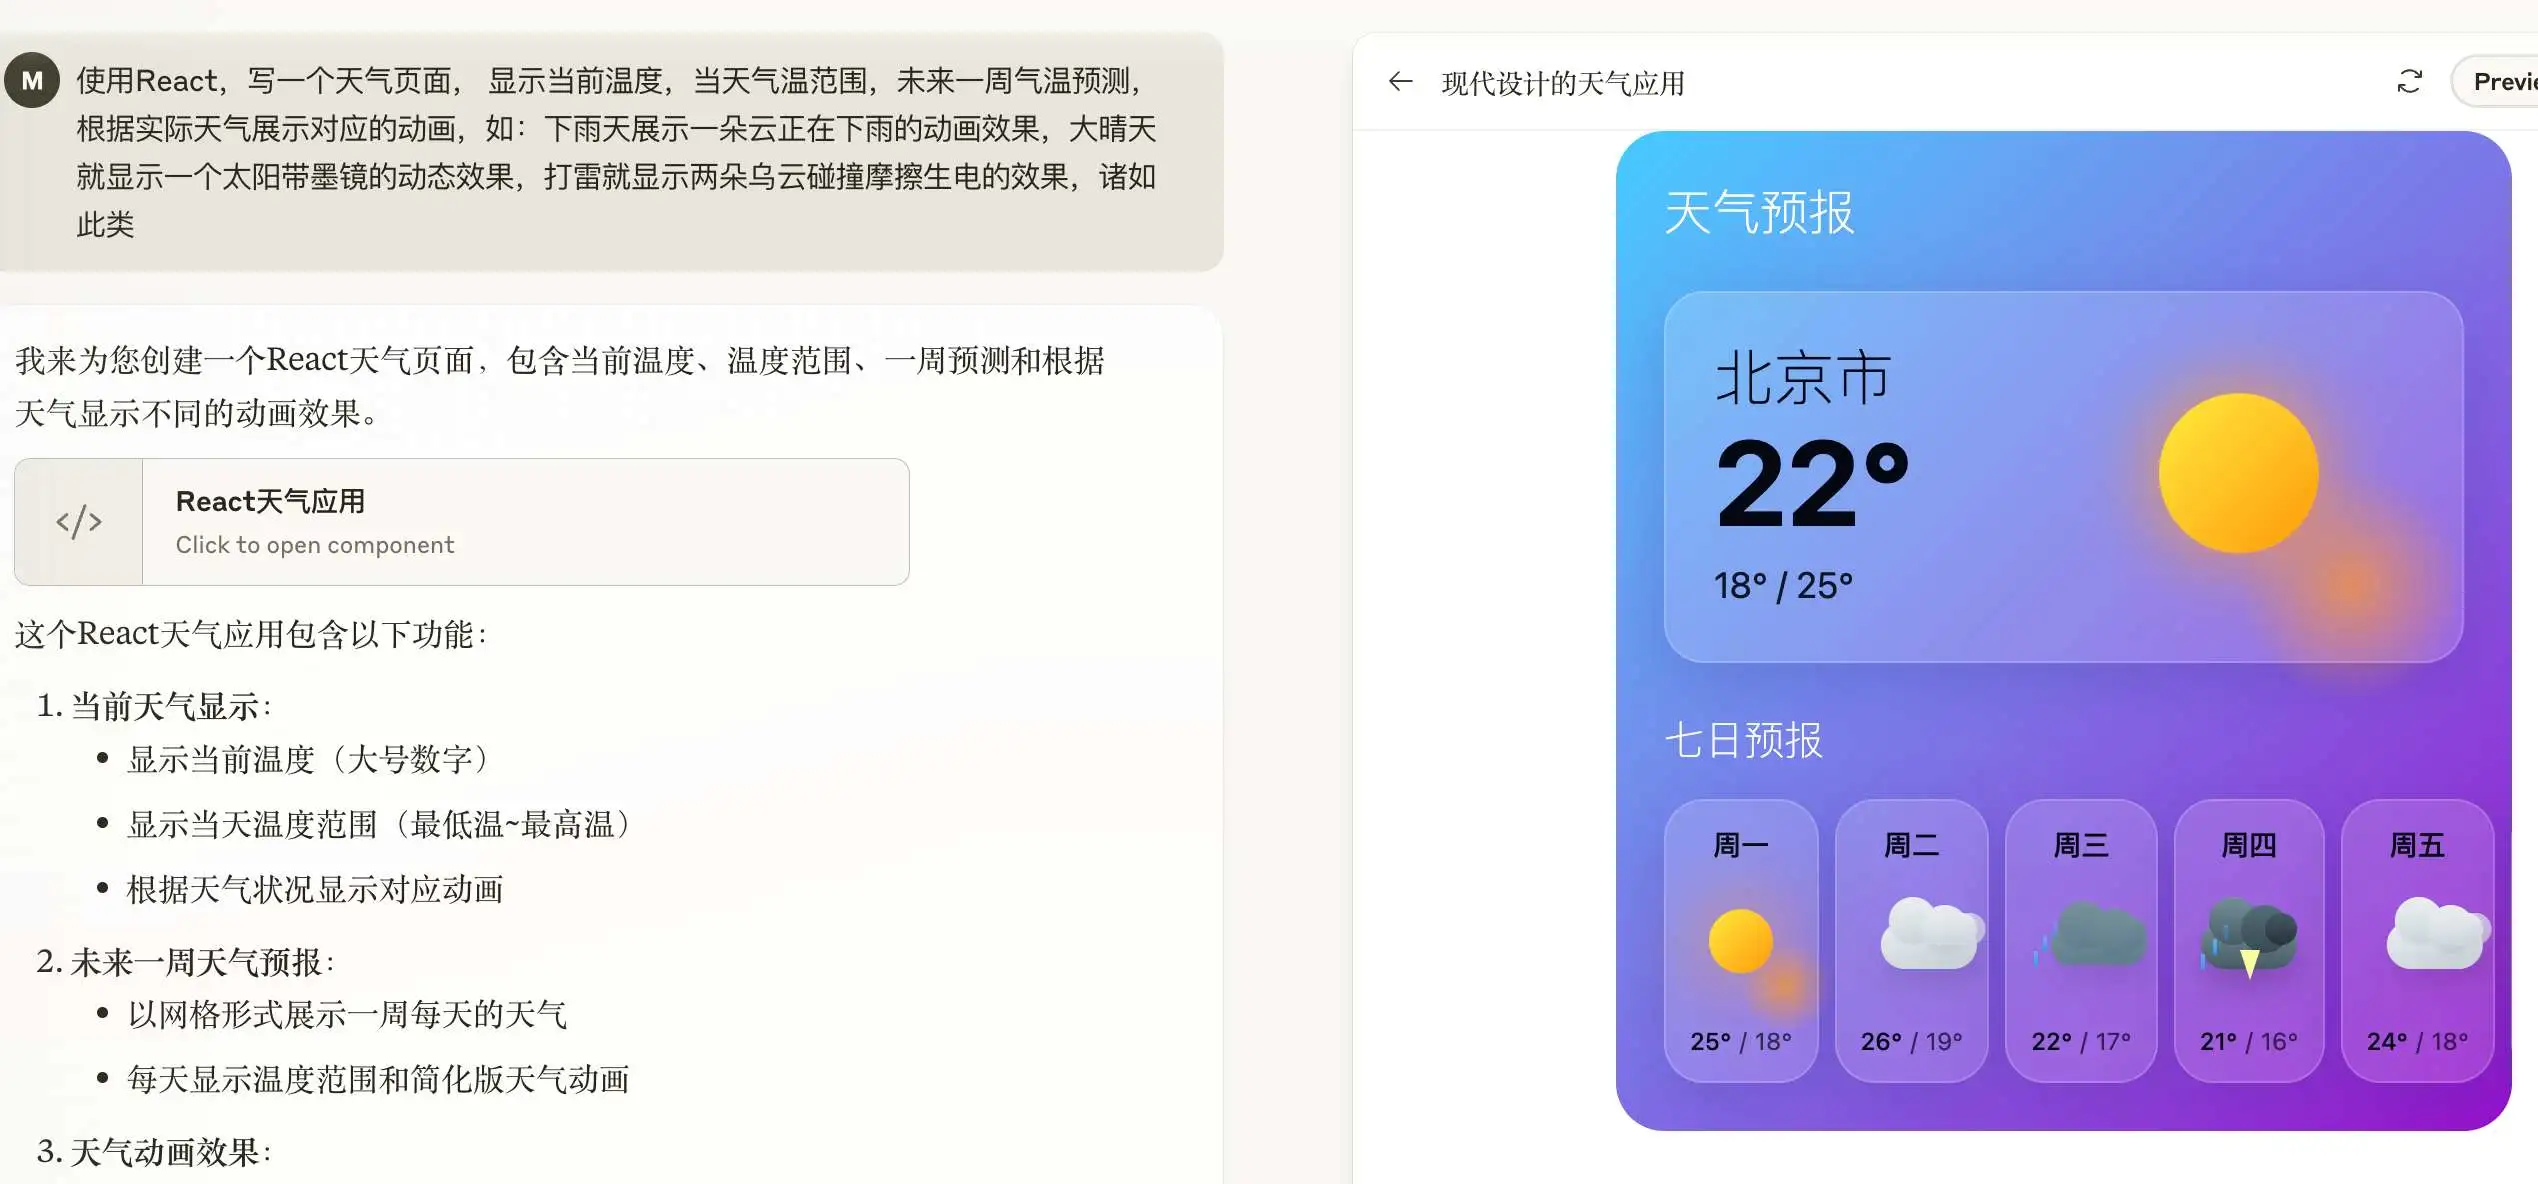 M
使用React，写一个天气页面， 显示当前温度，当天气温范围，未来一周气温预测，
根据实际天气展示对应的动画，如：下雨天展示一朵云正在下雨的动画效果，大晴天
就显示一个太阳带墨镜的动态效果，打雷就显示两朵乌云碰撞摩擦生电的效果，诸如
此类
我来为您创建一个React天气页面，包含当前温度、温度范围、一周预测和根据
天气显示不同的动画效果。
</>
React天气应用
Click to open component
这个React天气应用包含以下功能：
1. 当前天气显示：
• 显示当前温度（大号数字）
• 显示当天温度范围（最低温~最高温）
• 根据天气状况显示对应动画
2. 未来一周天气预报：
• 以网格形式展示一周每天的天气
• 每天显示温度范围和简化版天气动画
3. 天气动画效果：
← 现代设计的天气应用
Previe
天气预报
北京市
22°
18° / 25°
七日预报
周一 周二 周三 周四 周五
25° / 18° 26° / 19° 22° / 17° 21° / 16° 24° / 18°